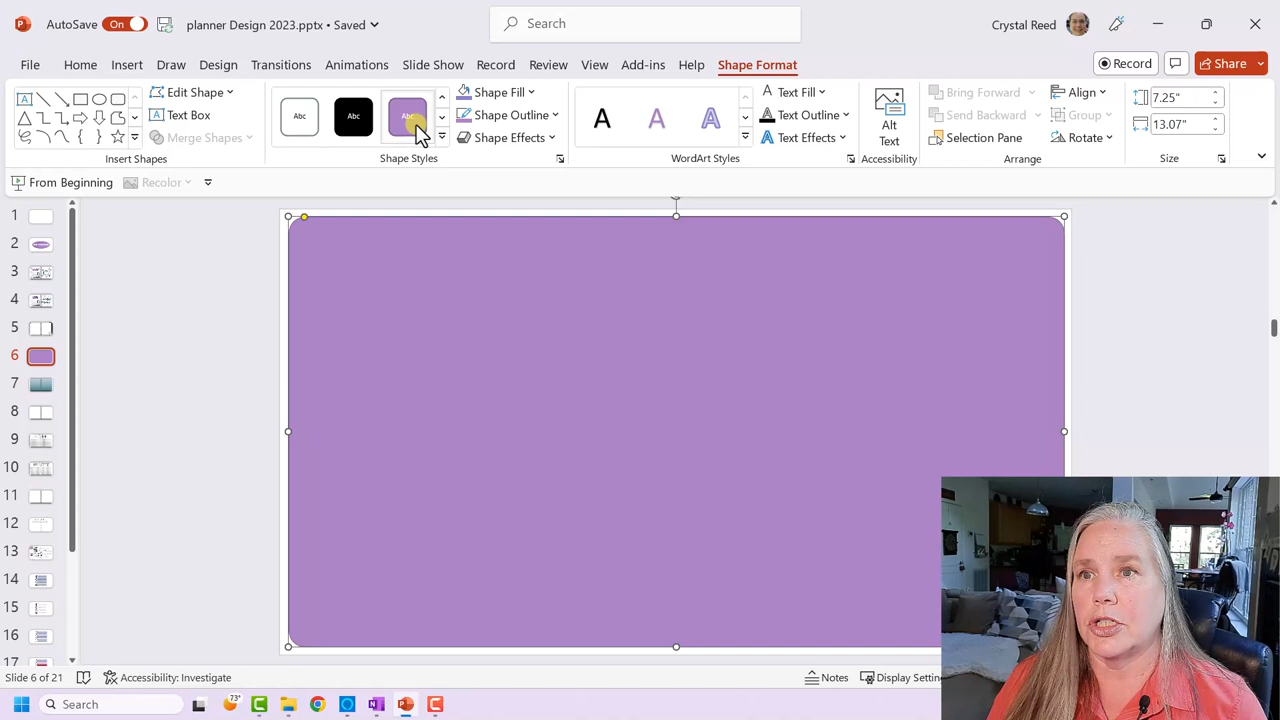 AutoSave On planner Design 2023.pptx • Saved Search Crystal Reed
File Home Insert Draw Design Transitions Animations Slide Show Record Review View Add-ins Help Shape Format Record Share
Edit Shape
Text Box
Merge Shapes
Insert Shapes
Abc Abc Abc
Shape Fill
Shape Outline
Shape Effects
Shape Styles
A A A
Text Fill
Text Outline
Text Effects
WordArt Styles
Alt
Text
Accessibility
Bring Forward
Send Backward
Selection Pane
Align
Group
Rotate
Arrange
7.25"
13.07"
Size
From Beginning Recolor
1
2
3
4
5
6
7
8
9
10
11
12
13
14
15
16
17
Slide 6 of 21 Accessibility: Investigate Notes Display Settin
Search 73°